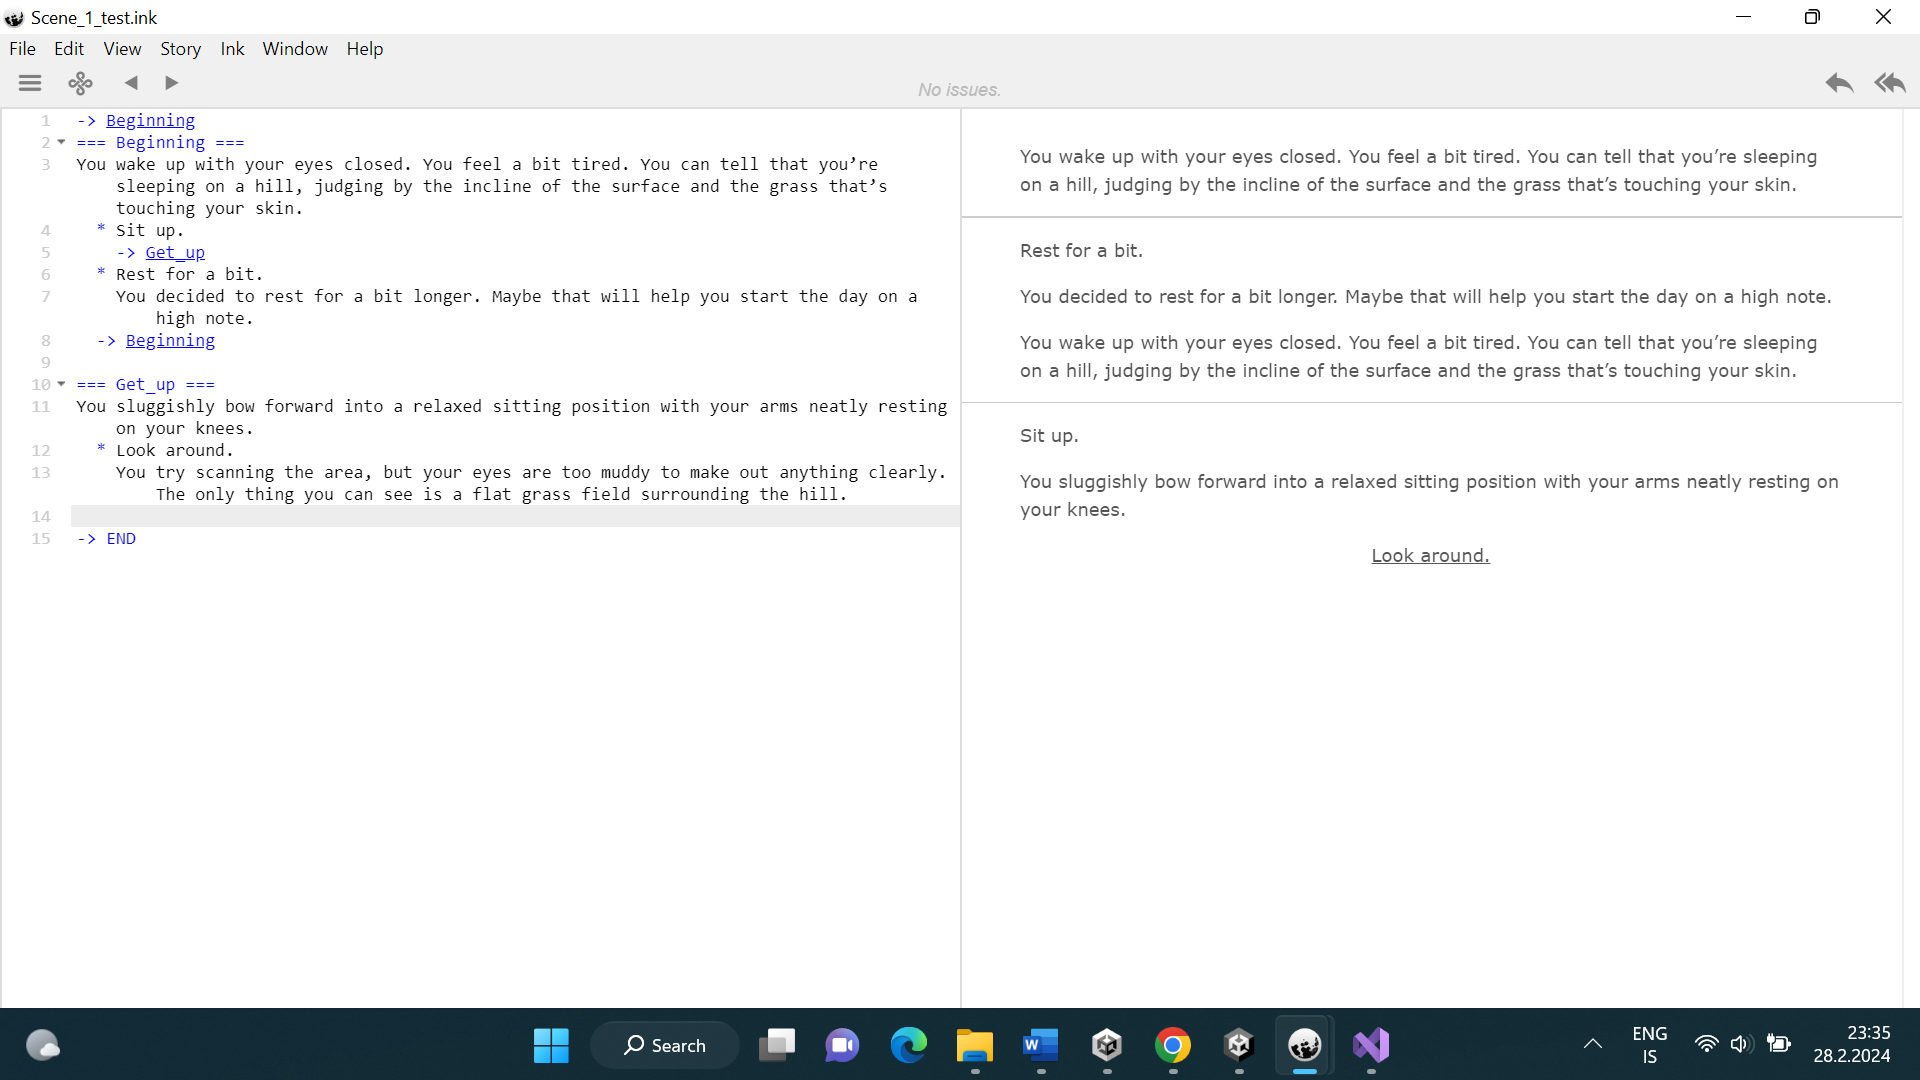 Scene_1_test.ink
File Edit View Story Ink Window Help
No issues.
1 -> Beginning
2 === Beginning ===
3 You wake up with your eyes closed. You feel a bit tired. You can tell that you’re
sleeping on a hill, judging by the incline of the surface and the grass that’s
touching your skin.
4 * Sit up.
5 -> Get_up
6 * Rest for a bit.
7 You decided to rest for a bit longer. Maybe that will help you start the day on a
high note.
8 -> Beginning
9
10 === Get_up ===
11 You sluggishly bow forward into a relaxed sitting position with your arms neatly resting
on your knees.
12 * Look around.
13 You try scanning the area, but your eyes are too muddy to make out anything clearly.
The only thing you can see is a flat grass field surrounding the hill.
14
15 -> END
You wake up with your eyes closed. You feel a bit tired. You can tell that you’re sleeping
on a hill, judging by the incline of the surface and the grass that’s touching your skin.
Rest for a bit.
You decided to rest for a bit longer. Maybe that will help you start the day on a high note.
You wake up with your eyes closed. You feel a bit tired. You can tell that you’re sleeping
on a hill, judging by the incline of the surface and the grass that’s touching your skin.
Sit up.
You sluggishly bow forward into a relaxed sitting position with your arms neatly resting on
your knees.
Look around.
Search
W
ENG
IS
23:35
28.2.2024